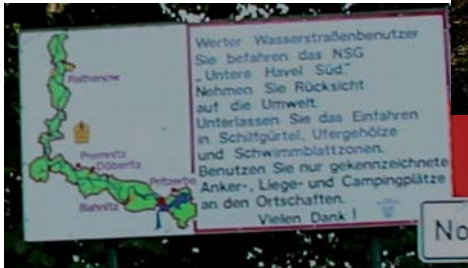 Werter Wasserstraßenbenutzer
Sie befahren das NSG
„Untere Havel Süd."
Nehmen Sie Rücksicht
auf die Umwelt.
Unterlassen Sie das Einfahren
in Schilfgürtel, Ufergehölze
und Schwimmblattzonen.
Benutzen Sie nur gekennzeichnete
Anker-, Liege- und Campingplätze
an den Ortschaften.
Vielen Dank!
Rathenow
Premnitz
Döberitz
Bahnitz
Pritzerbe
No